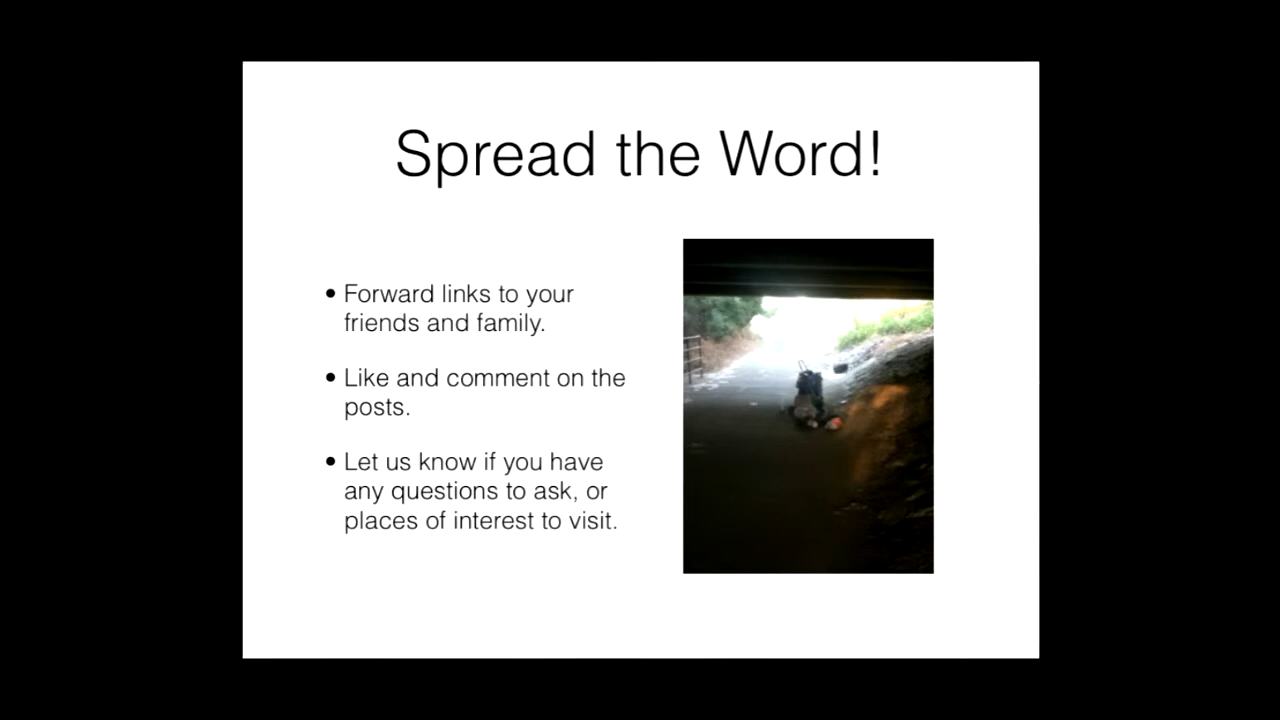 Spread the Word!
• Forward links to your
friends and family.
• Like and comment on the
posts.
• Let us know if you have
any questions to ask, or
places of interest to visit.